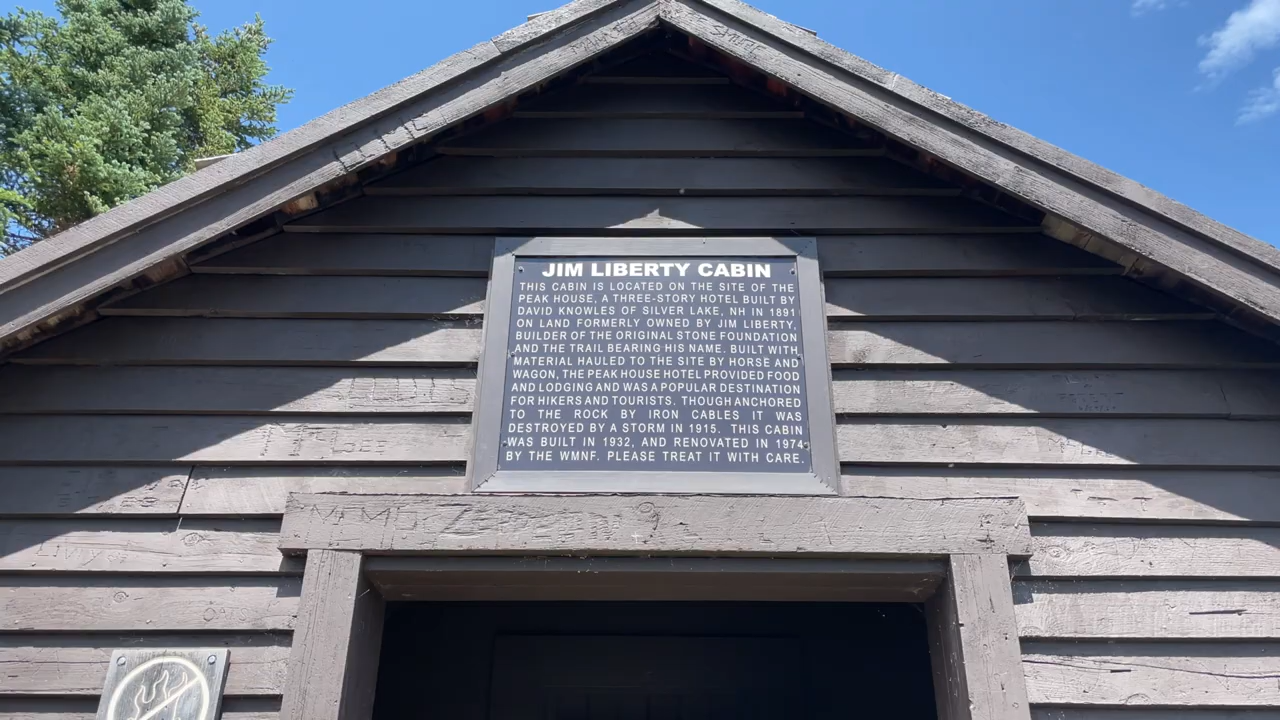 JIM LIBERTY CABIN
THIS CABIN IS LOCATED ON THE SITE OF THE
PEAK HOUSE, A THREE-STORY HOTEL BUILT BY
DAVID KNOWLES OF SILVER LAKE, NH IN 1891
ON LAND FORMERLY OWNED BY JIM LIBERTY,
BUILDER OF THE ORIGINAL STONE FOUNDATION
AND THE TRAIL BEARING HIS NAME. BUILT WITH
MATERIAL HAULED TO THE SITE BY HORSE AND
WAGON, THE PEAK HOUSE HOTEL PROVIDED FOOD
AND LODGING AND WAS A POPULAR DESTINATION
FOR HIKERS AND TOURISTS. THOUGH ANCHORED
TO THE ROCK BY IRON CABLES IT WAS
DESTROYED BY A STORM IN 1915. THIS CABIN
WAS BUILT IN 1932, AND RENOVATED IN 1974
BY THE WMNF. PLEASE TREAT IT WITH CARE.